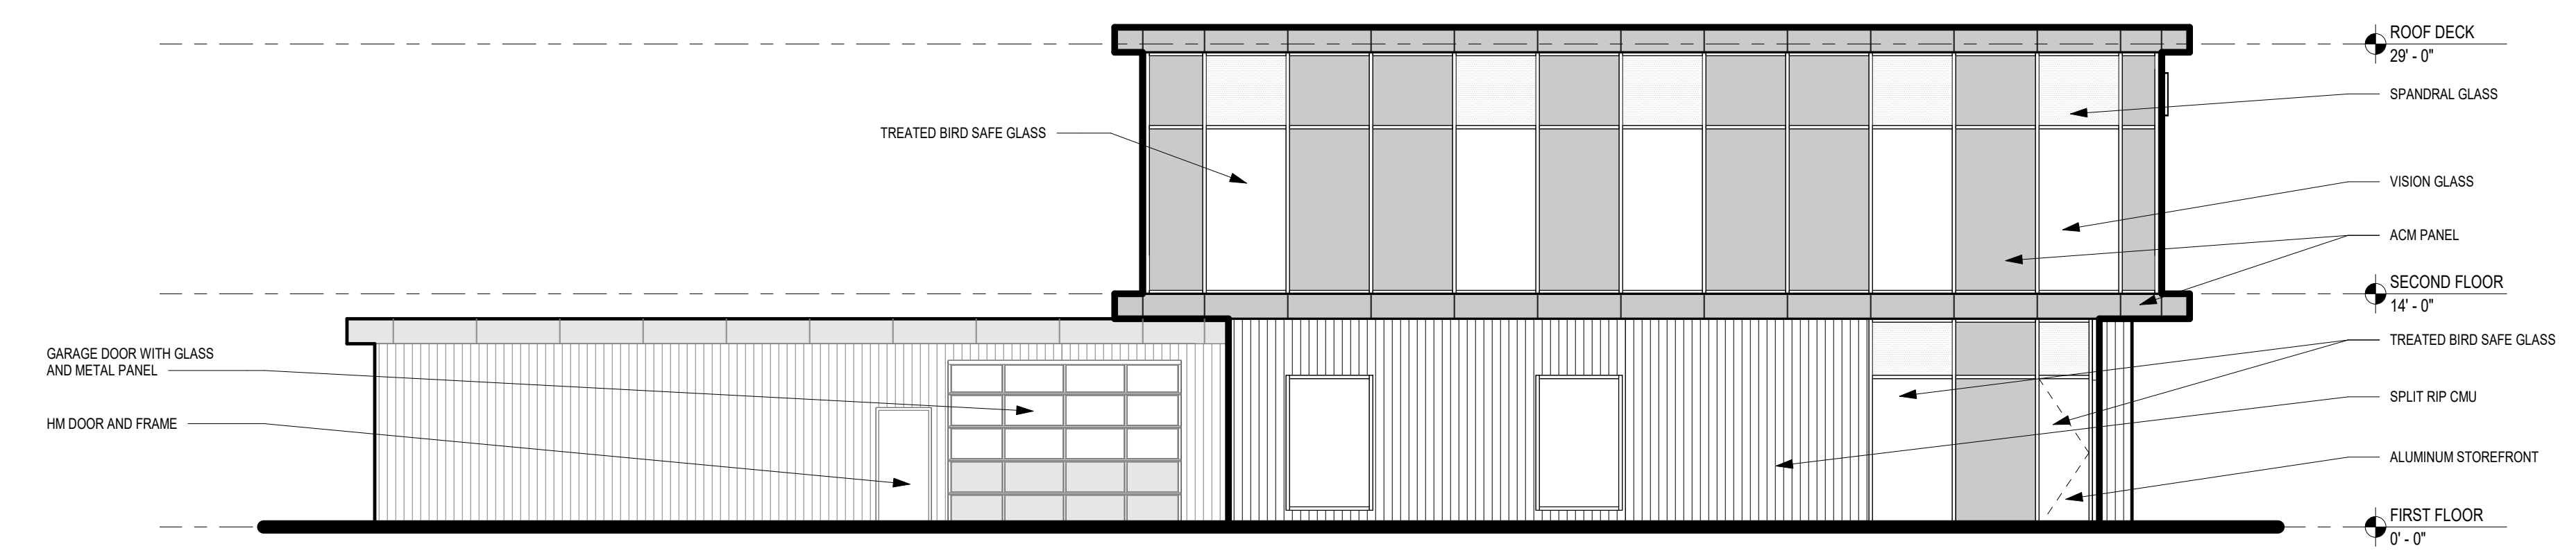 ROOF DECK
29' - 0"
SPANDRAL GLASS
TREATED BIRD SAFE GLASS
VISION GLASS
ACM PANEL
SECOND FLOOR
14' - 0"
TREATED BIRD SAFE GLASS
GARAGE DOOR WITH GLASS
AND METAL PANEL
SPLIT RIP CMU
HM DOOR AND FRAME
ALUMINUM STOREFRONT
FIRST FLOOR
0' - 0"